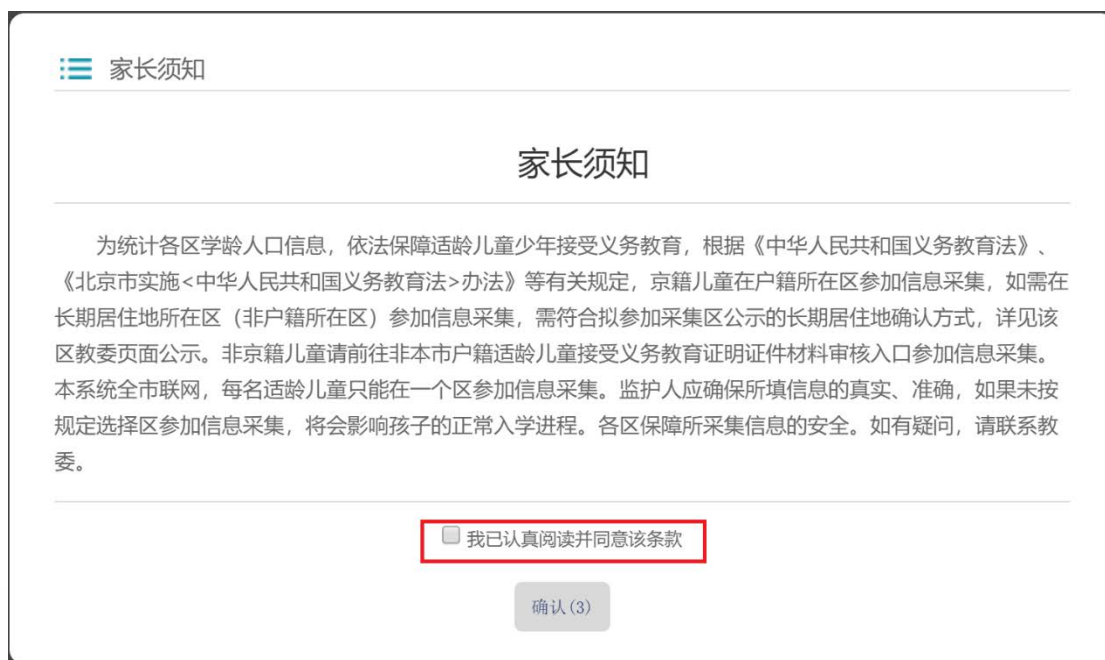 家长须知
家长须知
为统计各区学龄人口信息，依法保障适龄儿童少年接受义务教育，根据《中华人民共和国义务教育法》、
《北京市实施<中华人民共和国义务教育法>办法》等有关规定，京籍儿童在户籍所在区参加信息采集，如需在
长期居住地所在区（非户籍所在区）参加信息采集，需符合拟参加采集区公示的长期居住地确认方式，详见该
区教委页面公示。非京籍儿童请前往非本市户籍适龄儿童接受义务教育证明证件材料审核入口参加信息采集。
本系统全市联网，每名适龄儿童只能在一个区参加信息采集。监护人应确保所填信息的真实、准确，如果未按
规定选择区参加信息采集，将会影响孩子的正常入学进程。各区保障所采集信息的安全。如有疑问，请联系教
委。
我已认真阅读并同意该条款
确认(3)